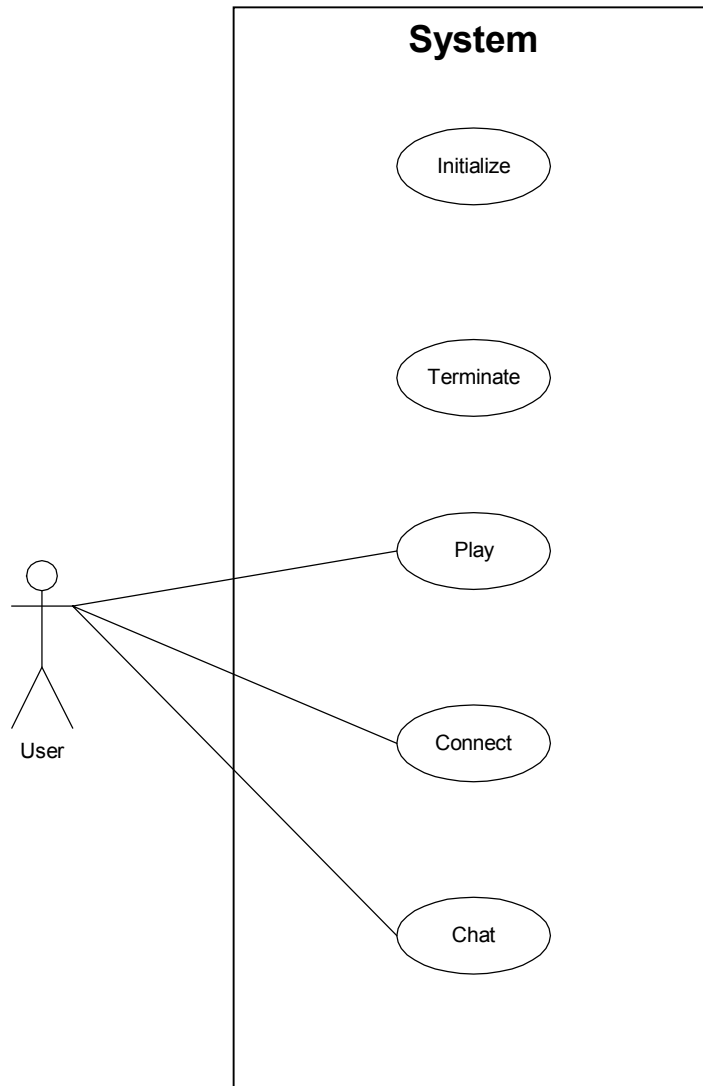 System
Initialize
Terminate
Play
User
Connect
Chat